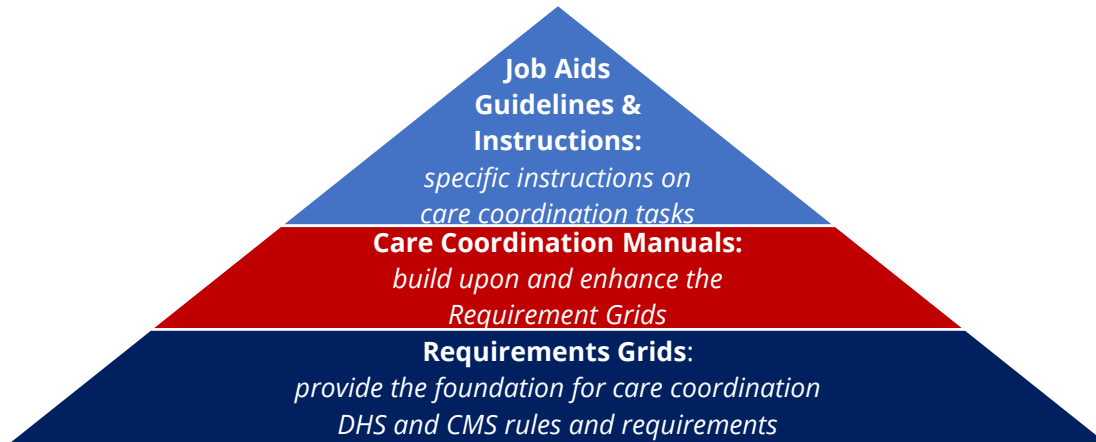 Job Aids
Guidelines &
Instructions:
specific instructions on
care coordination tasks
Care Coordination Manuals:
build upon and enhance the
Requirement Grids
Requirements Grids:
provide the foundation for care coordination
DHS and CMS rules and requirements